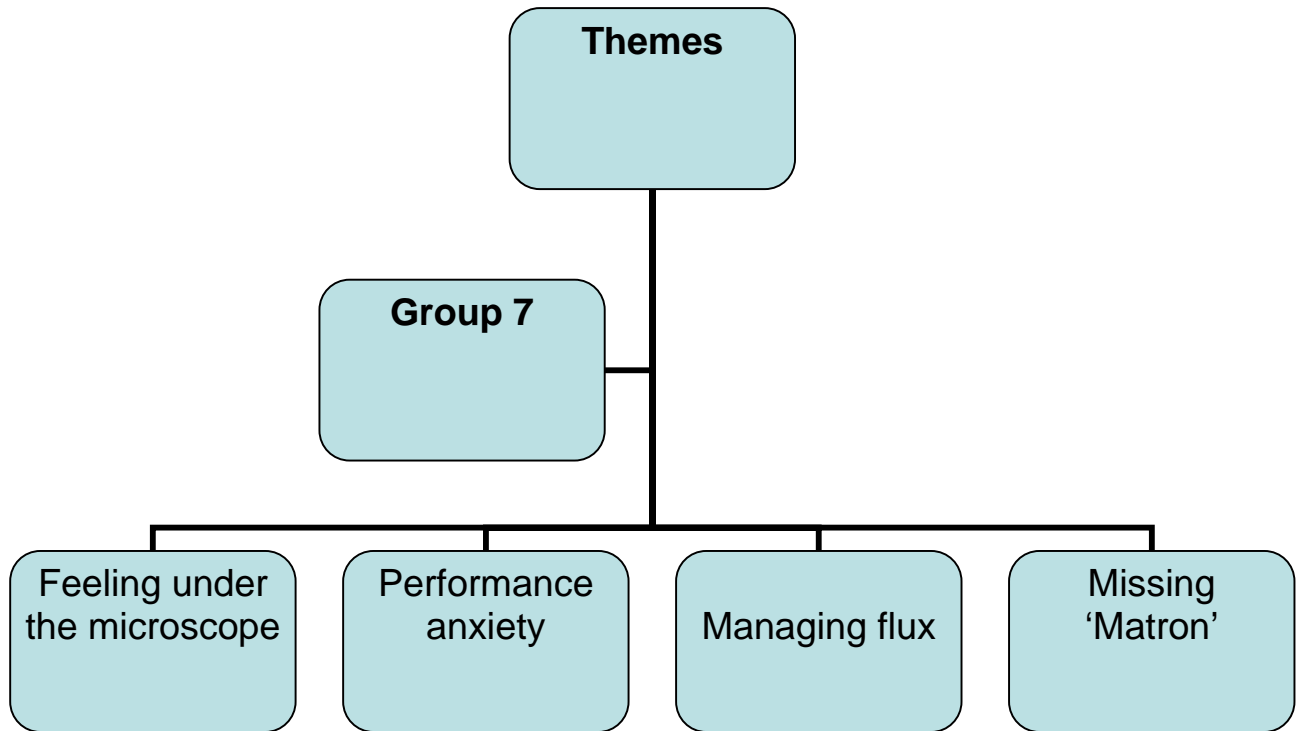 Themes
Group 7
Feeling under
the microscope
Performance
anxiety
Managing flux
Missing
‘Matron’